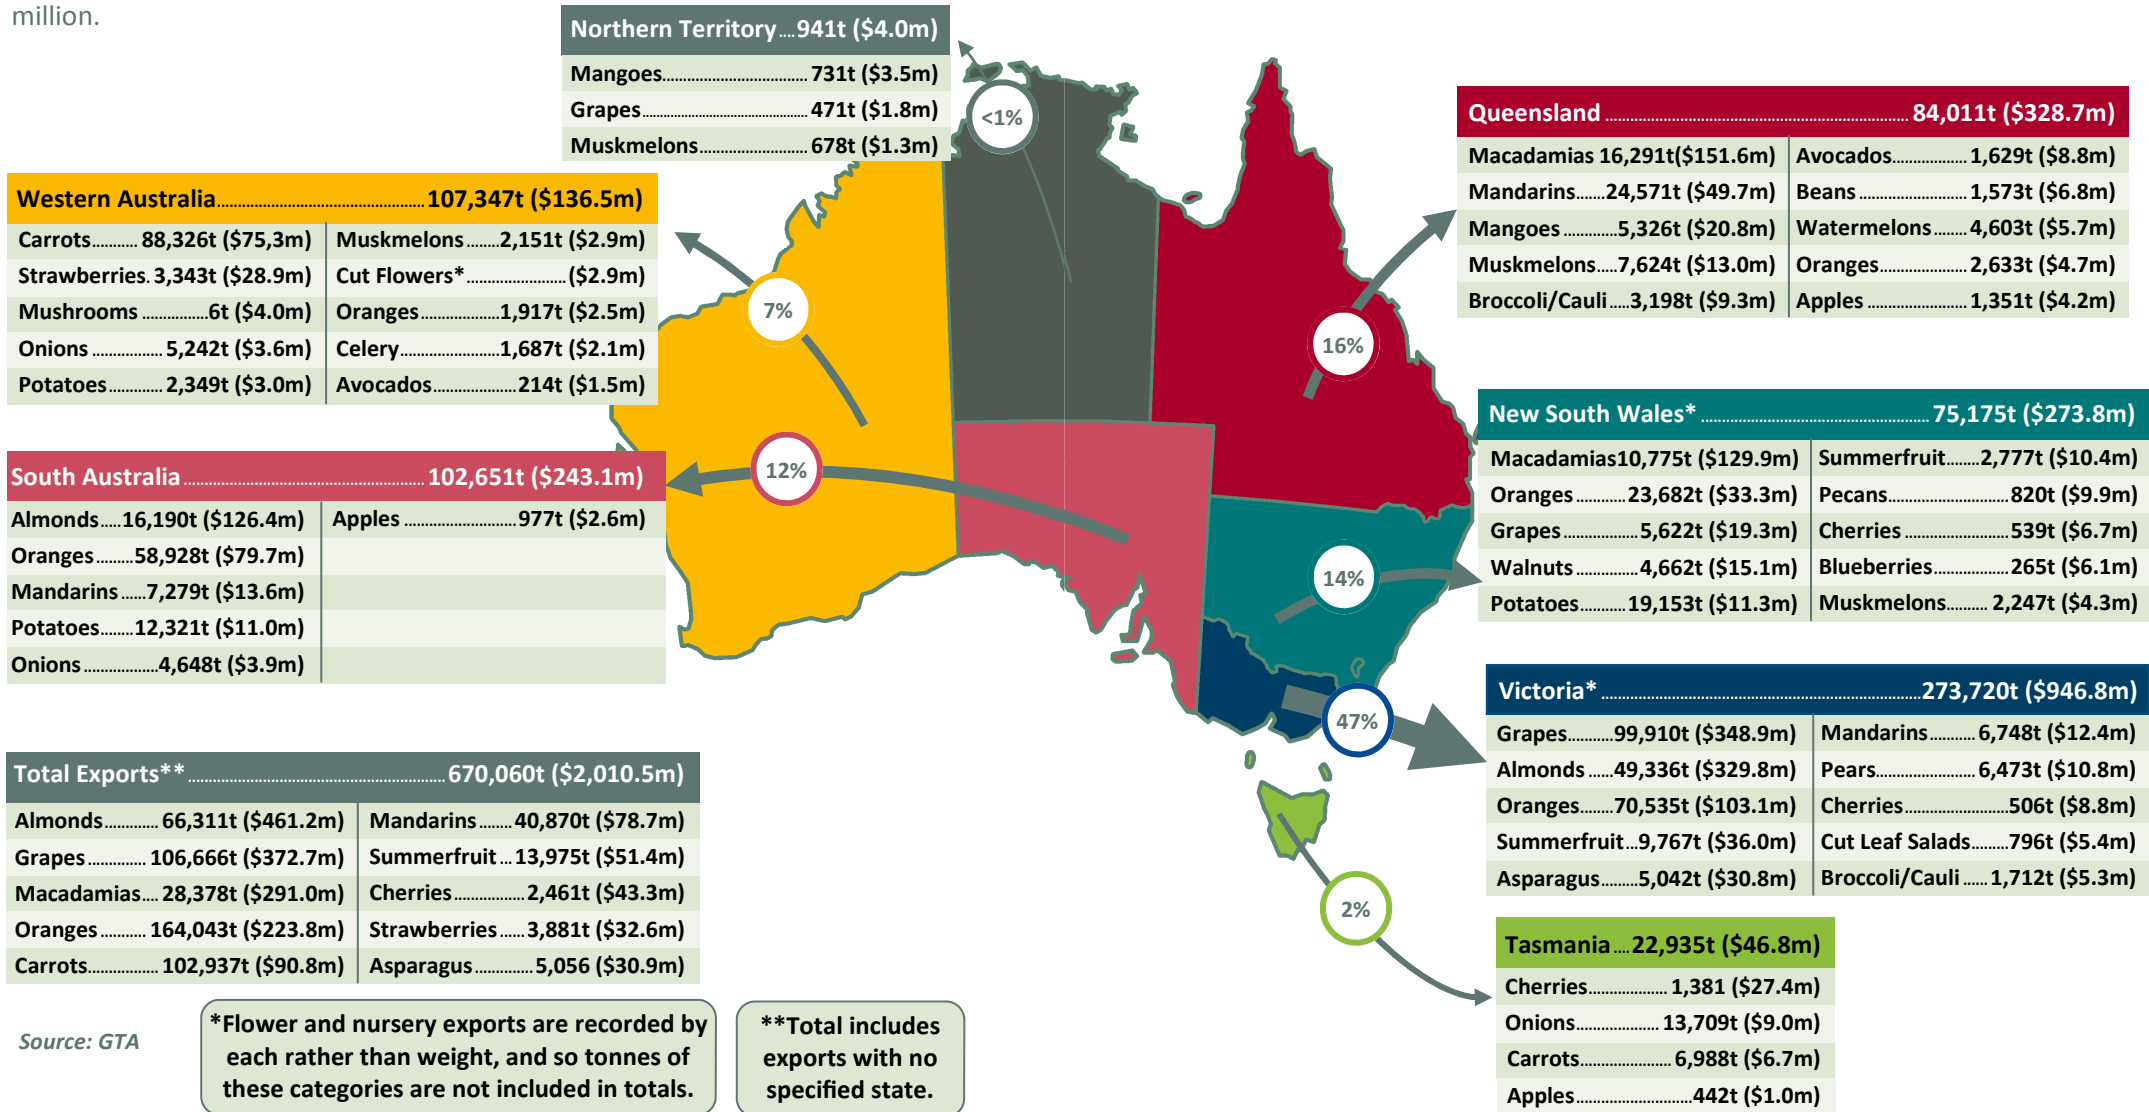 million.
Northern Territory....941t ($4.0m)
Mangoes 731t ($3.5m)
Grapes 471t ($1.8m)
Muskmelons 678t ($1.3m)
<1%
Western Australia 107,347t ($136.5m)
Carrots 88,326t ($75,3m) Muskmelons 2,151t ($2.9m)
Strawberries. 3,343t ($28.9m) Cut Flowers* ($2.9m)
Mushrooms 6t ($4.0m) Oranges 1,917t ($2.5m)
Onions 5,242t ($3.6m) Celery 1,687t ($2.1m)
Potatoes 2,349t ($3.0m) Avocados 214t ($1.5m)
7%
South Australia 102,651t ($243.1m)
Almonds 16,190t ($126.4m) Apples 977t ($2.6m)
Oranges 58,928t ($79.7m)
Mandarins 7,279t ($13.6m)
Potatoes 12,321t ($11.0m)
Onions 4,648t ($3.9m)
12%
Queensland 84,011t ($328.7m)
Macadamias 16,291t($151.6m) Avocados 1,629t ($8.8m)
Mandarins 24,571t ($49.7m) Beans 1,573t ($6.8m)
Mangoes 5,326t ($20.8m) Watermelons 4,603t ($5.7m)
Muskmelons 7,624t ($13.0m) Oranges 2,633t ($4.7m)
Broccoli/Cauli 3,198t ($9.3m) Apples 1,351t ($4.2m)
16%
New South Wales* 75,175t ($273.8m)
Macadamias10,775t ($129.9m) Summerfruit 2,777t ($10.4m)
Oranges 23,682t ($33.3m) Pecans 820t ($9.9m)
Grapes 5,622t ($19.3m) Cherries 539t ($6.7m)
Walnuts 4,662t ($15.1m) Blueberries 265t ($6.1m)
Potatoes 19,153t ($11.3m) Muskmelons 2,247t ($4.3m)
14%
Victoria* 273,720t ($946.8m)
Grapes 99,910t ($348.9m) Mandarins 6,748t ($12.4m)
Almonds 49,336t ($329.8m) Pears 6,473t ($10.8m)
Oranges 70,535t ($103.1m) Cherries 506t ($8.8m)
Summerfruit 9,767t ($36.0m) Cut Leaf Salads 796t ($5.4m)
Asparagus 5,042t ($30.8m) Broccoli/Cauli 1,712t ($5.3m)
47%
Total Exports** 670,060t ($2,010.5m)
Almonds 66,311t ($461.2m) Mandarins 40,870t ($78.7m)
Grapes 106,666t ($372.7m) Summerfruit 13,975t ($51.4m)
Macadamias 28,378t ($291.0m) Cherries 2,461t ($43.3m)
Oranges 164,043t ($223.8m) Strawberries 3,881t ($32.6m)
Carrots 102,937t ($90.8m) Asparagus 5,056 ($30.9m)
2%
Tasmania 22,935t ($46.8m)
Cherries 1,381 ($27.4m)
Onions 13,709t ($9.0m)
Carrots 6,988t ($6.7m)
Apples 442t ($1.0m)
Source: GTA
*Flower and nursery exports are recorded by
each rather than weight, and so tonnes of
these categories are not included in totals.
**Total includes
exports with no
specified state.